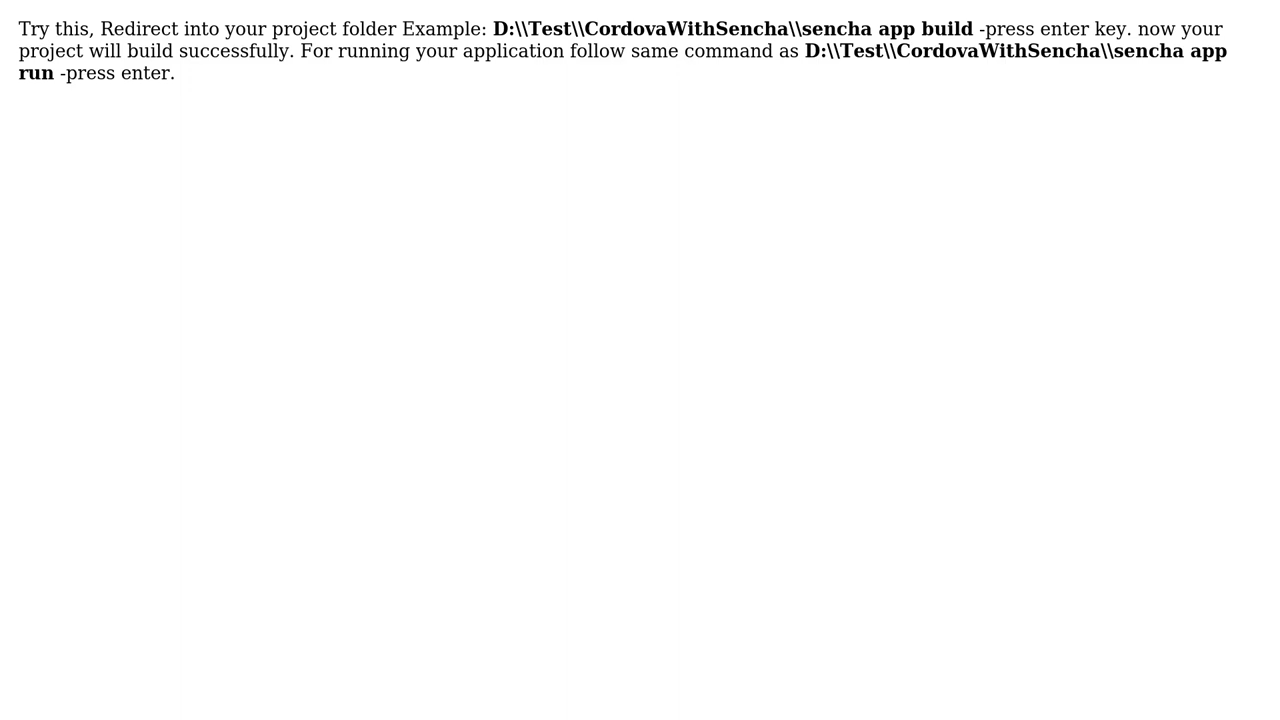 Try this, Redirect into your project folder Example: D:\\Test\\CordovaWithSencha\\sencha app build -press enter key. now your
project will build successfully. For running your application follow same command as D:\\Test\\CordovaWithSencha\\sencha app
run -press enter.